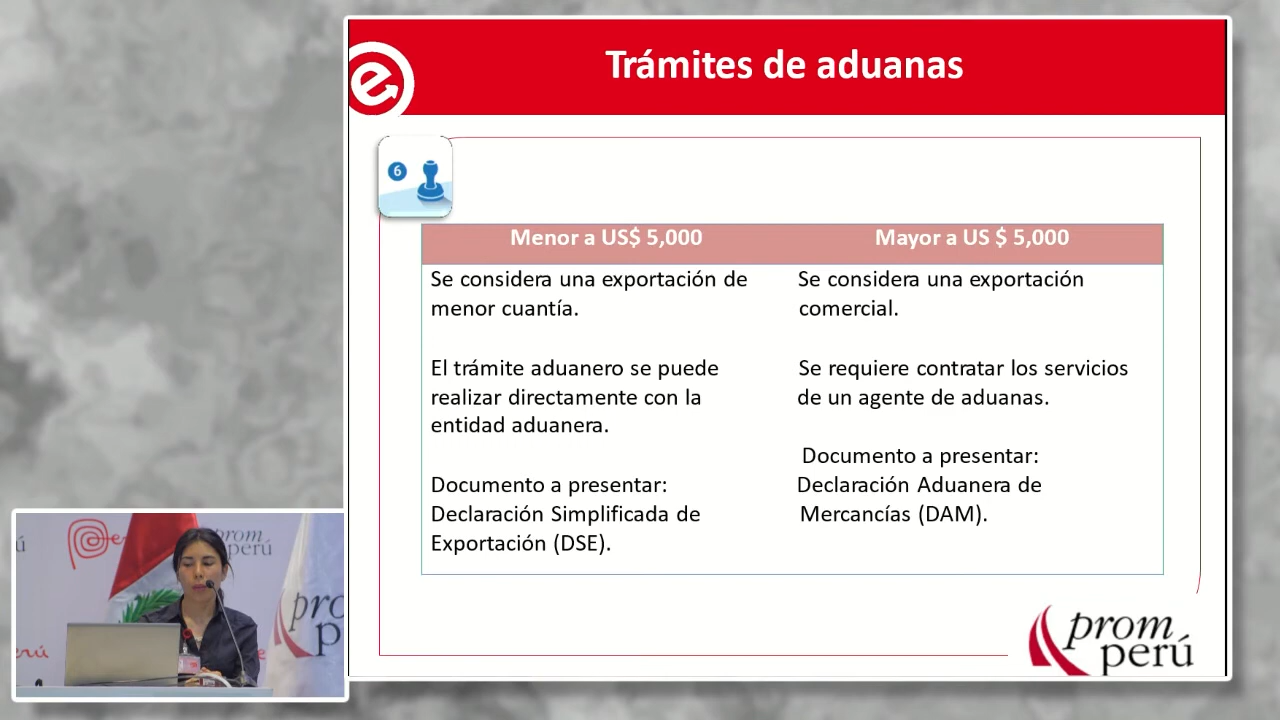 Trámites de aduanas
6
Menor a US$ 5,000
Mayor a US $ 5,000
Se considera una exportación de
menor cuantía.
El trámite aduanero se puede
realizar directamente con la
entidad aduanera.
Documento a presentar:
Declaración Simplificada de
Exportación (DSE).
Se considera una exportación
comercial.
Se requiere contratar los servicios
de un agente de aduanas.
Documento a presentar:
Declaración Aduanera de
Mercancías (DAM).
prom
perú
prom
perú